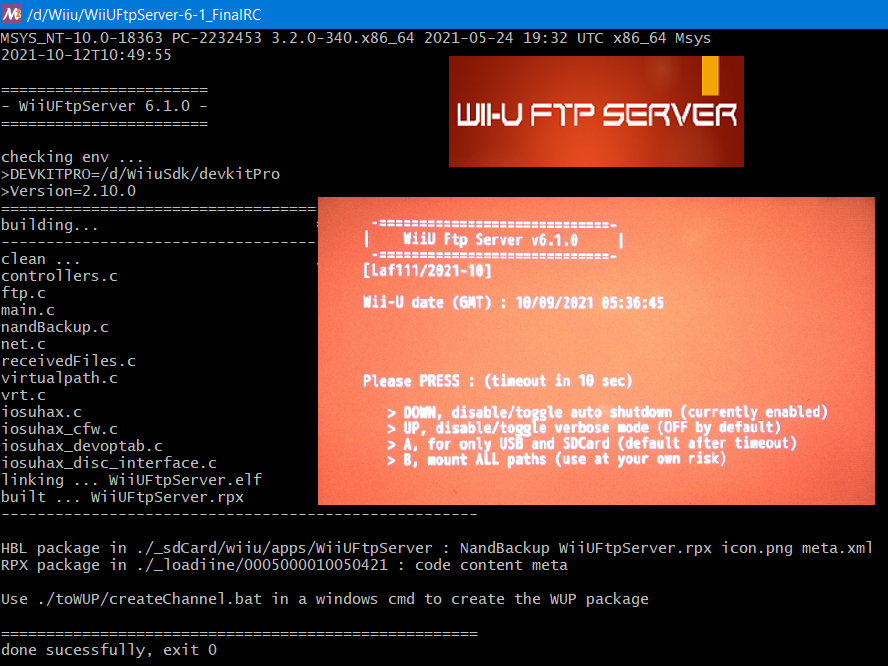 /d/Wiiu/WiiUFtpServer-6-1_FinalRC
MSYS_NT-10.0-18363 PC-2232453 3.2.0-340.x86_64 2021-05-24 19:32 UTC x86_64 Msys
2021-10-12T10:49:55
=======================
- WiiUFtpServer 6.1.0 -
=======================
checking env ...
>DEVKITPRO=/d/WiiuSdk/devkitPro
>Version=2.10.0
===================================
building...
-----------------------------------
clean ...
controllers.c
ftp.c
main.c
nandBackup.c
net.c
receivedFiles.c
virtualpath.c
vrt.c
iosuhax.c
iosuhax_cfw.c
iosuhax_devoptab.c
iosuhax_disc_interface.c
linking ... WiiUFtpServer.elf
built ... WiiUFtpServer.rpx
-----------------------------------------------------
HBL package in ./_sdCard/wiiu/apps/WiiUFtpServer : NandBackup WiiUFtpServer.rpx icon.png meta.xml
RPX package in ./_loadiine/0005000010050421 : code content meta
Use ./toWUP/createChannel.bat in a windows cmd to create the WUP package
=====================================================
done sucessfully, exit 0
WII-U FTP SERVER
-=============================-
|    WiiU Ftp Server v6.1.0    |
-=============================-
[Laf111/2021-10]
Wii-U date (GMT) : 10/09/2021 05:36:45
Please PRESS : (timeout in 10 sec)
> DOWN, disable/toggle auto shutdown (currently enabled)
> UP, disable/toggle verbose mode (OFF by default)
> A, for only USB and SDCard (default after timeout)
> B, mount ALL paths (use at your own risk)